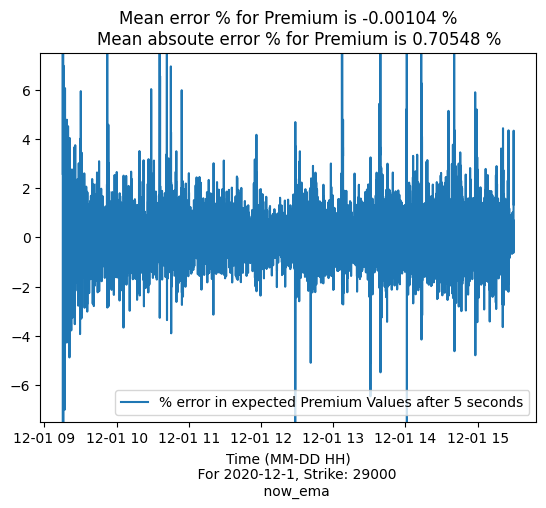 Mean error % for Premium is -0.00104 %
Mean absoute error % for Premium is 0.70548 %
6
4
2
0
−2
−4
−6
% error in expected Premium Values after 5 seconds
12-01 09 12-01 10 12-01 11 12-01 12 12-01 13 12-01 14 12-01 15
Time (MM-DD HH)
For 2020-12-1, Strike: 29000
now_ema